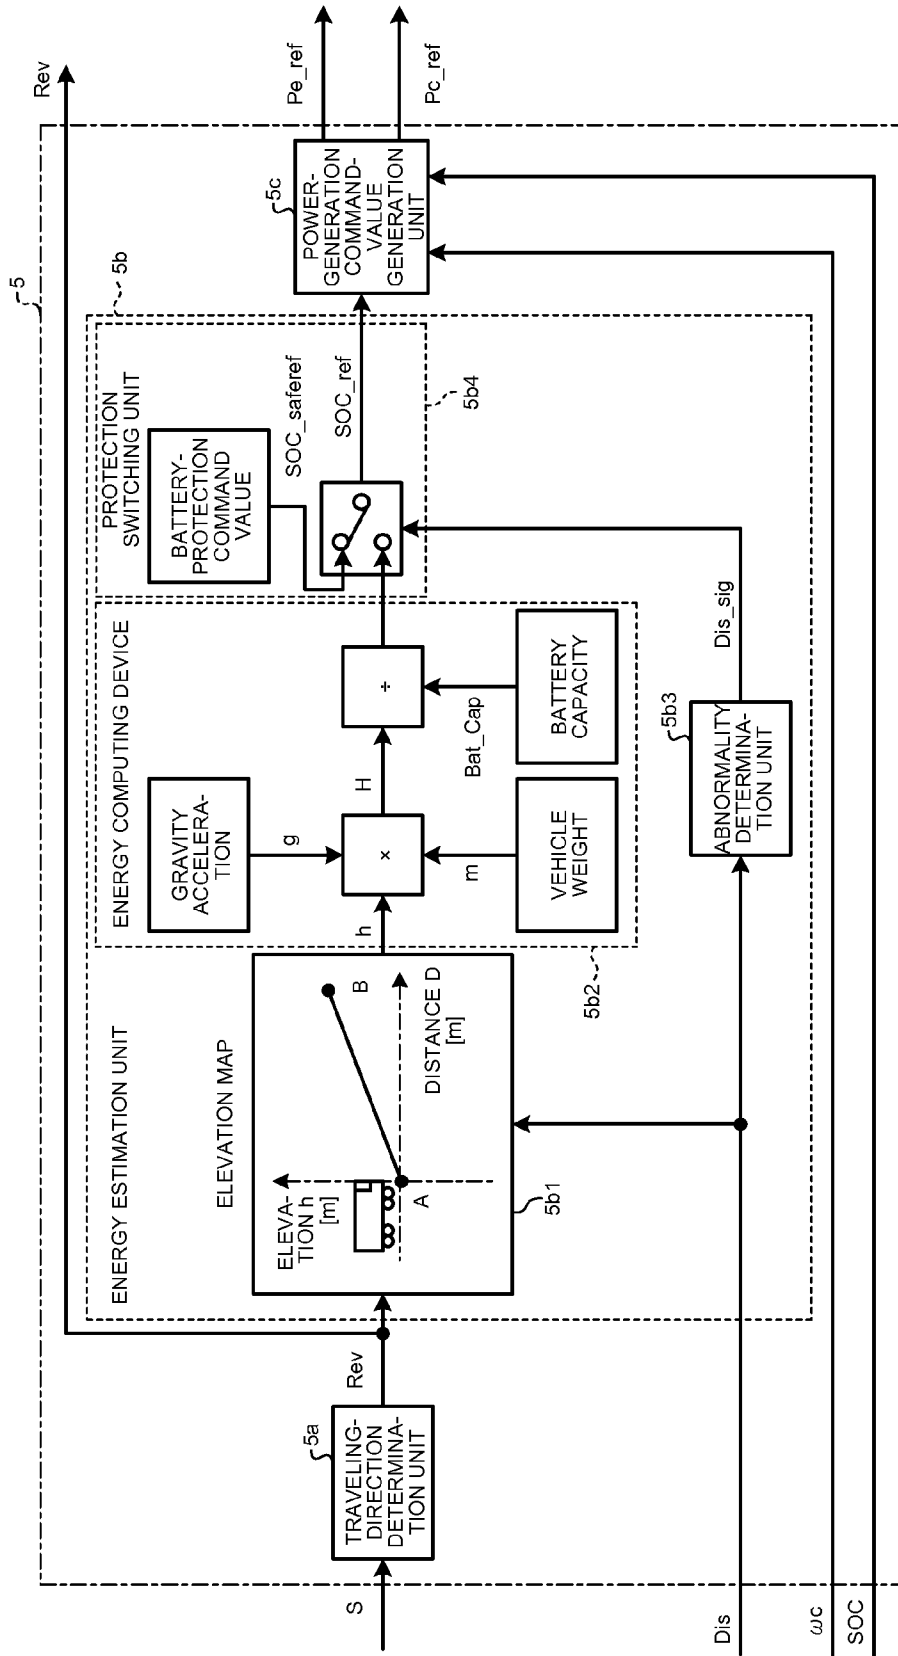 5
Rev
5b
ENERGY ESTIMATION UNIT
ELEVATION MAP
ELEVA-
TION h
[m]
A
B
DISTANCE D
[m]
5b1
S
5a
TRAVELING-
DIRECTION
DETERMINA-
TION UNIT
Rev
ENERGY COMPUTING DEVICE
GRAVITY
ACCELERA-
TION
g
h
×
H
÷
m
VEHICLE
WEIGHT
Bat_Cap
BATTERY
CAPACITY
5b2
PROTECTION
SWITCHING UNIT
BATTERY-
PROTECTION
COMMAND
VALUE
SOC_saferef
SOC_ref
5b4
5c
POWER-
GENERATION
COMMAND-
VALUE
GENERATION
UNIT
Pe_ref
Pc_ref
5b3
ABNORMALITY
DETERMINA-
TION UNIT
Dis_sig
Dis
ωc
SOC